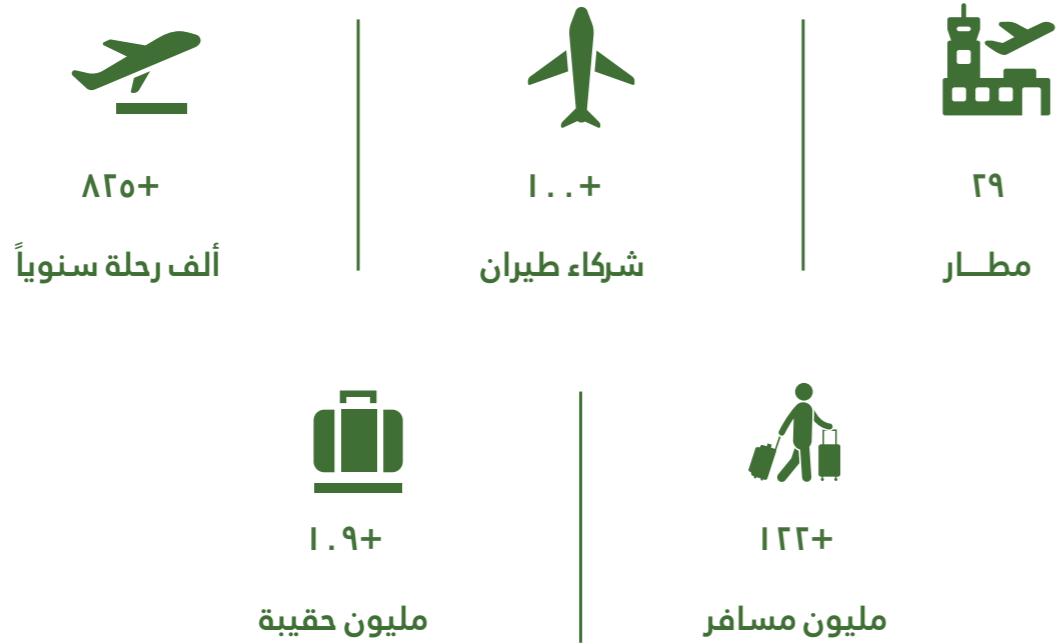 ٢٩
مطـــار
+١٠٠
شركاء طيران
+٨٢٥
ألف رحلة سنوياً
+١٢٢
مليون مسافر
+١٠٩
مليون حقيبة